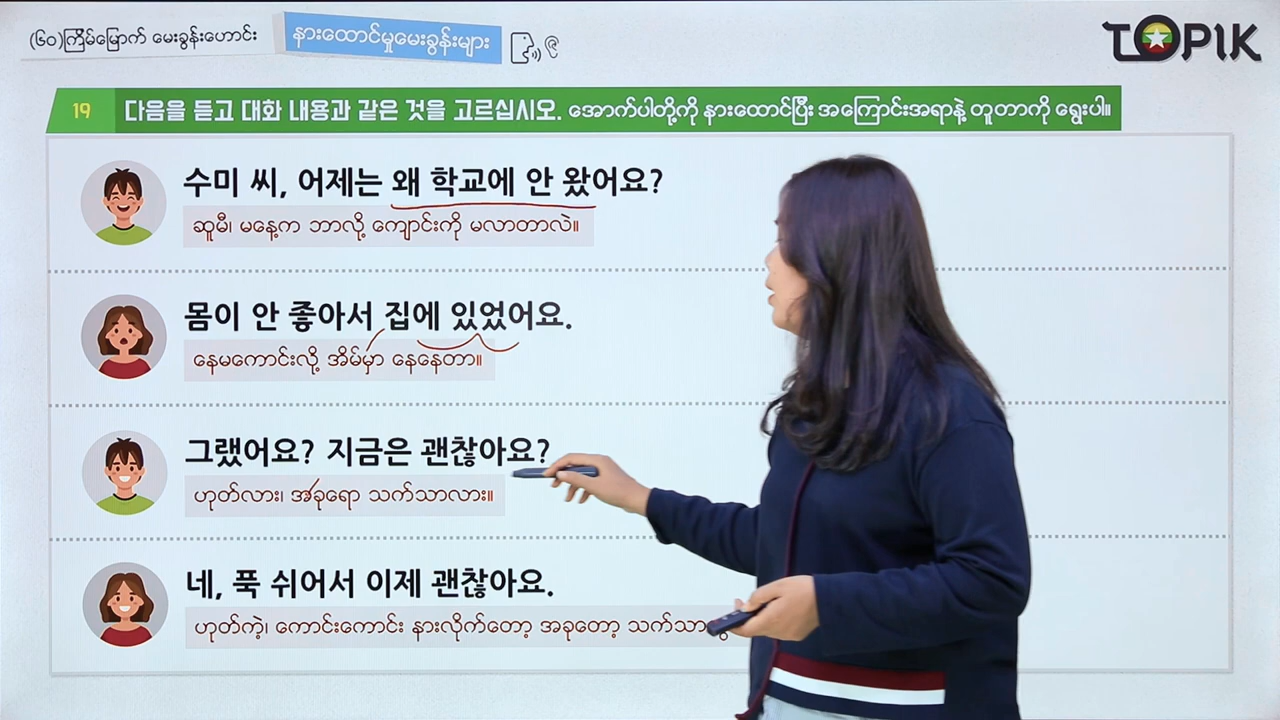 (၆၀)ကြိမ်မြောက် မေးခွန်းဟောင်း
နားထောင်မှုမေးခွန်းများ
TOPIK
19 다음을 듣고 대화 내용과 같은 것을 고르십시오. အောက်ပါတို့ကို နားထောင်ပြီး အကြောင်းအရာနဲ့ တူတာကို ရွေးပါ။
수미 씨, 어제는 왜 학교에 안 왔어요?
ဆူမီ၊ မနေ့က ဘာလို့ ကျောင်းကို မလာတာလဲ။
몸이 안 좋아서 집에 있었어요.
နေမကောင်းလို့ အိမ်မှာ နေနေတာ။
그랬어요? 지금은 괜찮아요?
ဟုတ်လား၊ အခုရော သက်သာလား။
네, 푹 쉬어서 이제 괜찮아요.
ဟုတ်ကဲ့၊ ကောင်းကောင်း နားလိုက်တော့ အခုတော့